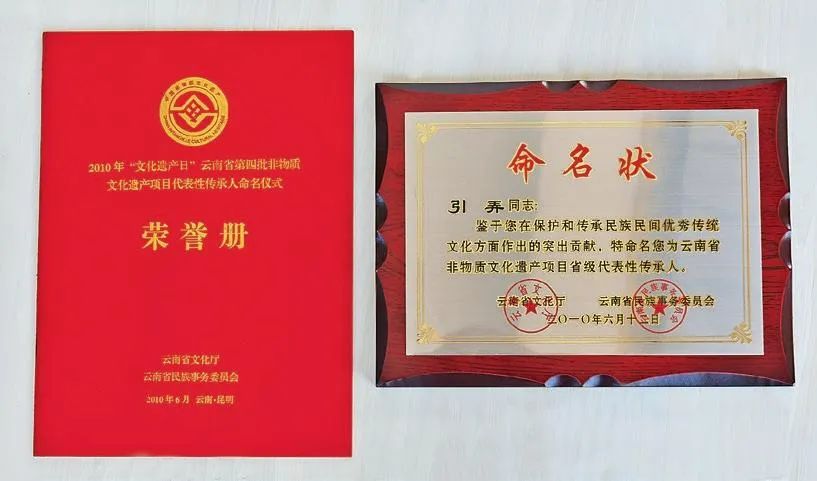 2010年“文化遗产日”云南省第四批非物质
文化遗产项目代表性传承人命名仪式
荣誉册
云南省文化厅
云南省民族事务委员会
2010年6月 云南·昆明
命名状
引弄同志:
鉴于您在保护和传承民族民间优秀传统
文化方面作出的突出贡献，特命名您为云南省
非物质文化遗产项目省级代表性传承人。
云南省文化厅 云南省民族事务委员会
二〇一〇年六月十二日